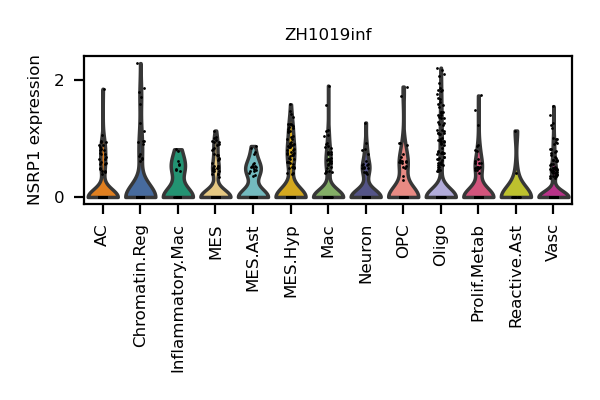 ZH1019inf
NSRP1 expression
2
0
AC
Chromatin.Reg
Inflammatory.Mac
MES
MES.Ast
MES.Hyp
Mac
Neuron
OPC
Oligo
Prolif.Metab
Reactive.Ast
Vasc